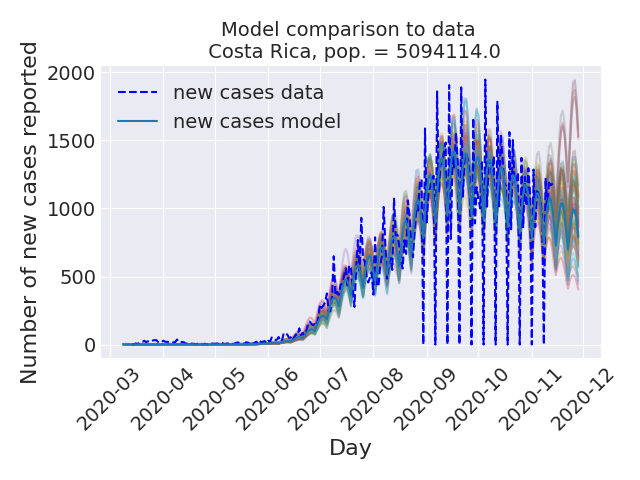 Model comparison to data
Costa Rica, pop. = 5094114.0
Number of new cases reported
2000
1500
1000
500
0
new cases data
new cases model
2020-03
2020-04
2020-05
2020-06
2020-07
2020-08
2020-09
2020-10
2020-11
2020-12
Day